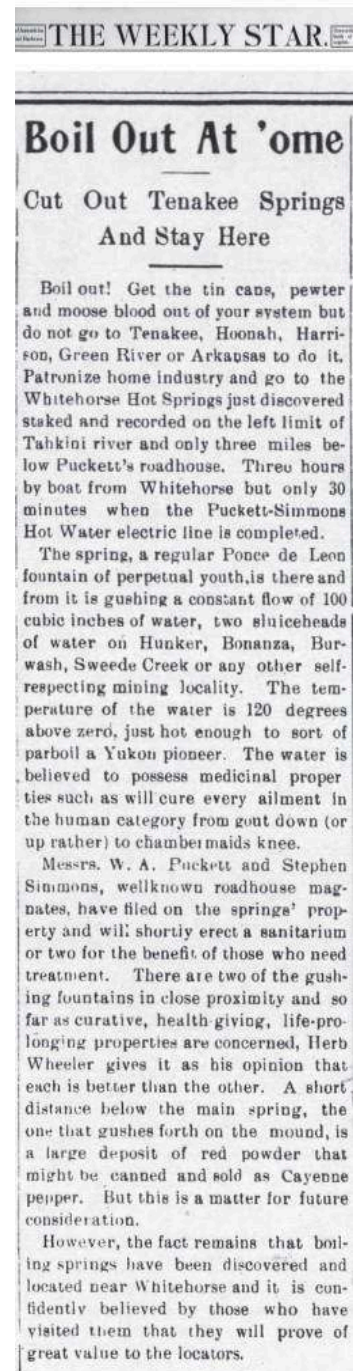 THE WEEKLY STAR.
Boil Out At 'ome
Cut Out Tenakee Springs
And Stay Here
Boil out! Get the tin cans, pewter
and moose blood out of your system but
do not go to Tenakee, Hoonah, Harri-
son, Green River or Arkansas to do it.
Patronize home industry and go to the
Whitehorse Hot Springs just discovered
staked and recorded on the left limit of
Tahkini river and only three miles be-
low Puckett's roadhouse. Three hours
by boat from Whitehorse but only 30
minutes when the Puckett-Simmons
Hot Water electric line is completed.
The spring, a regular Ponce de Leon
fountain of perpetual youth,is there and
from it is gushing a constant flow of 100
cubic inches of water, two sluiceheads
of water on Hunker, Bonanza, Bur-
wash, Sweede Creek or any other self-
respecting mining locality. The tem-
perature of the water is 120 degrees
above zero, just hot enough to sort of
parboil a Yukon pioneer. The water is
believed to possess medicinal proper
ties such as will cure every ailment in
the human category from gout down (or
up rather) to chambermaids knee.
Messrs. W. A. Puckett and Stephen
Simmons, wellknown roadhouse mag-
nates, have filed on the springs' prop-
erty and will shortly erect a sanitarium
or two for the benefit of those who need
treatment. There are two of the gush-
ing fountains in close proximity and so
far as curative, health-giving, life-pro-
longing properties are concerned, Herb
Wheeler gives it as his opinion that
each is better than the other. A short
distance below the main spring, the
one that gushes forth on the mound, is
a large deposit of red powder that
might be canned and sold as Cayenne
pepper. But this is a matter for future
consideration.
However, the fact remains that boil-
ing springs have been discovered and
located near Whitehorse and it is con-
fidently believed by those who have
visited them that they will prove of
great value to the locators.